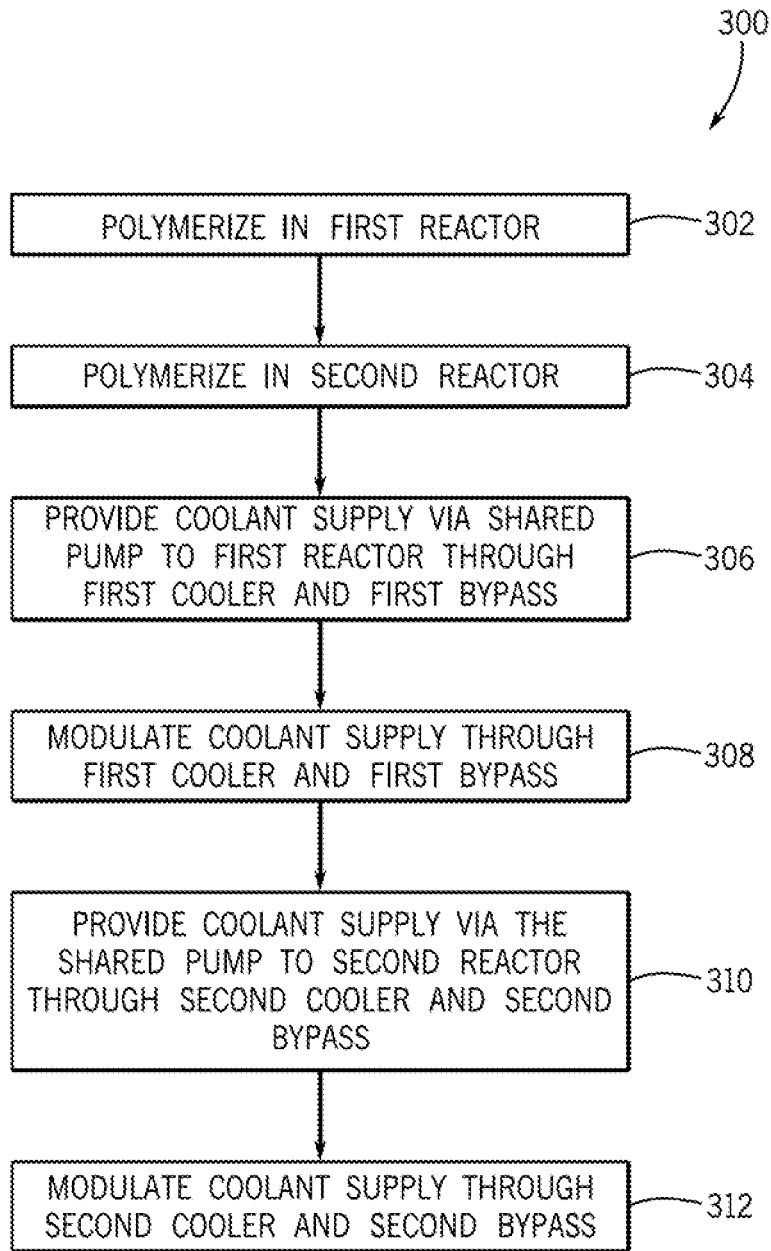 300
POLYMERIZE IN FIRST REACTOR
302
POLYMERIZE IN SECOND REACTOR
304
PROVIDE COOLANT SUPPLY VIA SHARED
PUMP TO FIRST REACTOR THROUGH
FIRST COOLER AND FIRST BYPASS
306
MODULATE COOLANT SUPPLY THROUGH
FIRST COOLER AND FIRST BYPASS
308
PROVIDE COOLANT SUPPLY VIA THE
SHARED PUMP TO SECOND REACTOR
THROUGH SECOND COOLER AND SECOND
BYPASS
310
MODULATE COOLANT SUPPLY THROUGH
SECOND COOLER AND SECOND BYPASS
312